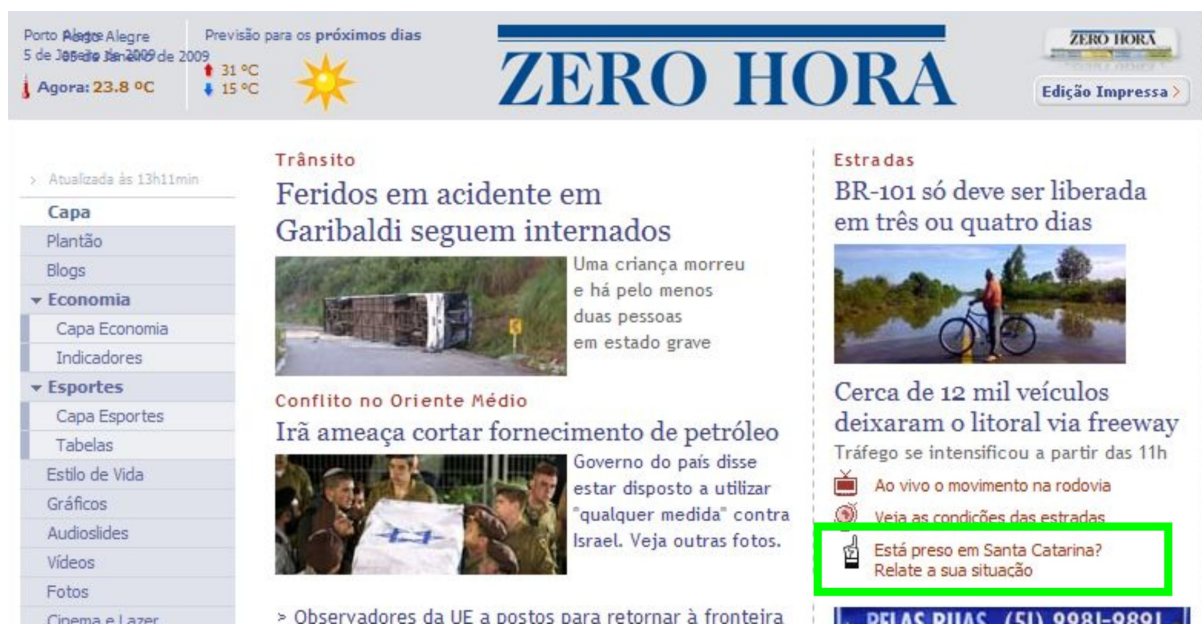 Porto Alegre
5 de Janeiro de 2009
Agora: 23.8 ºC
Previsão para os próximos dias
31 ºC
15 ºC
ZERO HORA
ZERO HORA
Edição Impressa >
> Atualizada às 13h11min
Capa
Plantão
Blogs
Economia
Capa Economia
Indicadores
Esportes
Capa Esportes
Tabelas
Estilo de Vida
Gráficos
Audioslides
Vídeos
Fotos
Cinema e Lazer
Trânsito
Feridos em acidente em
Garibaldi seguem internados
Uma criança morreu
e há pelo menos
duas pessoas
em estado grave
Conflito no Oriente Médio
Irã ameaça cortar fornecimento de petróleo
Governo do país disse
estar disposto a utilizar
"qualquer medida" contra
Israel. Veja outras fotos.
> Observadores da UE a postos para retornar à fronteira
Estradas
BR-101 só deve ser liberada
em três ou quatro dias
Cerca de 12 mil veículos
deixaram o litoral via freeway
Tráfego se intensificou a partir das 11h
Ao vivo o movimento na rodovia
Veja as condições das estradas
Está preso em Santa Catarina?
Relate a sua situação
PELAS RUAS (51) 9981-9891